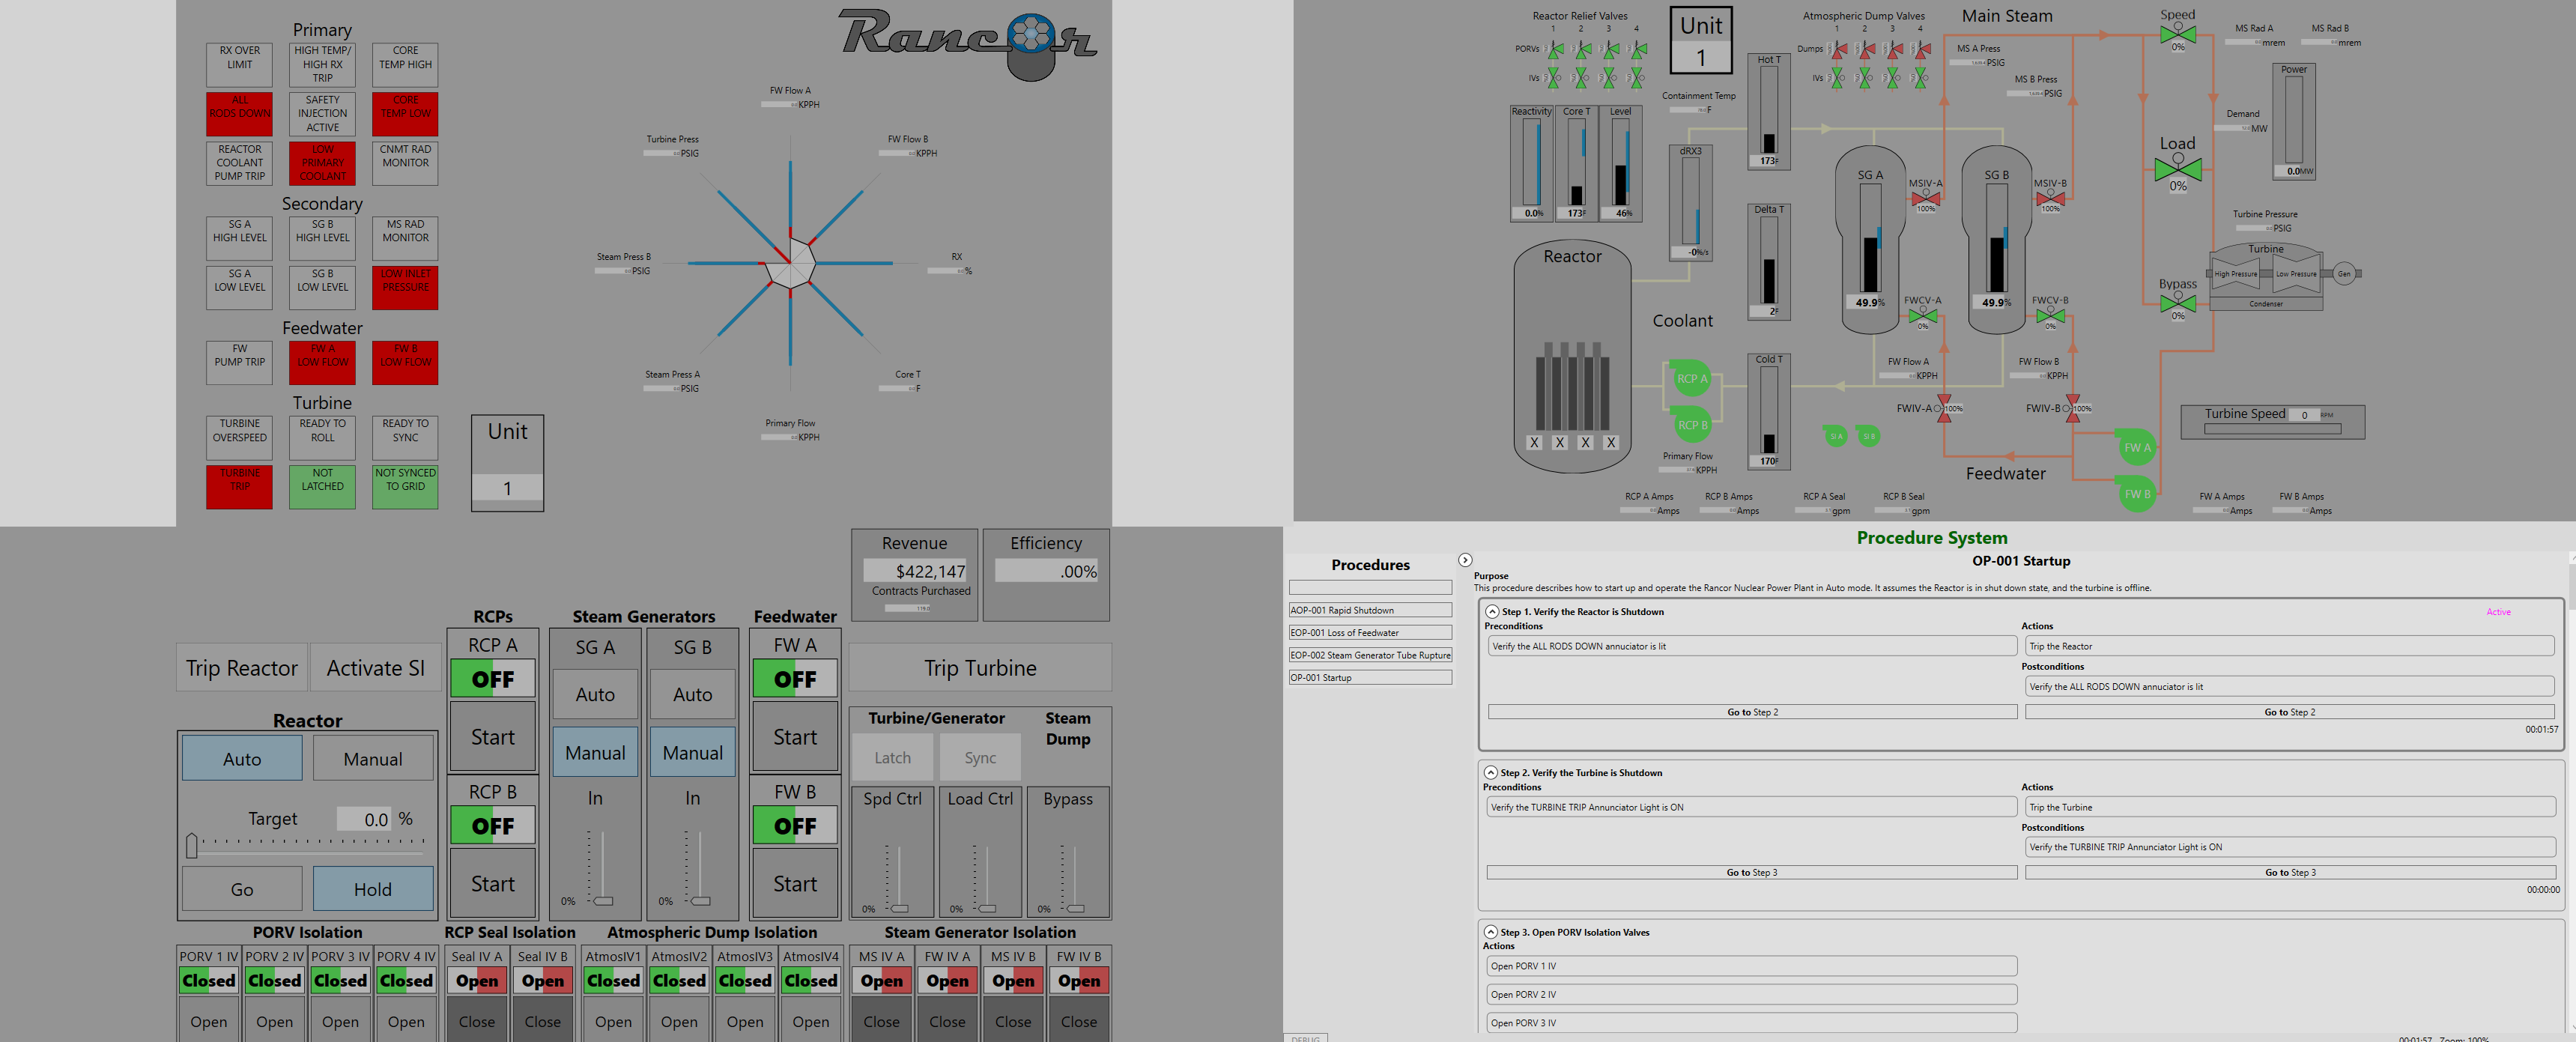 Rancor
Primary
RX OVER LIMIT
HIGH TEMP/ HIGH RX TRIP
CORE TEMP HIGH
ALL RODS DOWN
SAFETY INJECTION ACTIVE
CORE TEMP LOW
REACTOR COOLANT PUMP TRIP
LOW PRIMARY COOLANT
CNMT RAD MONITOR
Secondary
SG A HIGH LEVEL
SG B HIGH LEVEL
MS RAD MONITOR
SG A LOW LEVEL
SG B LOW LEVEL
LOW INLET PRESSURE
Feedwater
FW PUMP TRIP
FW A LOW FLOW
FW B LOW FLOW
Turbine
TURBINE OVERSPEED
READY TO ROLL
READY TO SYNC
TURBINE TRIP
NOT LATCHED
NOT SYNCED TO GRID
Unit
1
FW Flow A
KPPH
FW Flow B
KPPH
RX
%
Core T
F
Primary Flow
KPPH
Steam Press A
PSIG
Steam Press B
PSIG
Turbine Press
PSIG
Reactor Relief Valves
1 2 3 4
PORVs
IVs
Unit
1
Atmospheric Dump Valves
1 2 3 4
Dumps
IVs
Main Steam
MS A Press
PSIG
MS B Press
PSIG
Speed
0%
MS Rad A
mrem
MS Rad B
mrem
Power
0.0MW
Demand
MW
Load
0%
Containment Temp
F
Hot T
173F
Reactivity
0.0%
Core T
173F
Level
46%
dRX3
-0%/s
Delta T
2F
Cold T
170F
Reactor
X X X X
Coolant
RCP A
RCP B
Primary Flow
KPPH
SG A
49.9%
SG B
49.9%
MSIV-A
100%
MSIV-B
100%
FWCV-A
0%
FWCV-B
0%
FW Flow A
KPPH
FW Flow B
KPPH
FWIV-A
100%
FWIV-B
100%
SI A
SI B
Feedwater
FW A
FW B
Bypass
0%
Turbine Pressure
PSIG
Turbine
High Pressure
Low Pressure
Gen
Condenser
Turbine Speed 0 RPM
RCP A Amps
Amps
RCP B Amps
Amps
RCP A Seal
gpm
RCP B Seal
gpm
FW A Amps
Amps
FW B Amps
Amps
Revenue
$422,147
Contracts Purchased
Efficiency
.00%
Trip Reactor
Activate SI
Reactor
Auto
Manual
Target 0.0 %
Go
Hold
RCPs
RCP A
OFF
Start
RCP B
OFF
Start
Steam Generators
SG A
Auto
Manual
In
0%
SG B
Auto
Manual
In
0%
Feedwater
FW A
OFF
Start
FW B
OFF
Start
Trip Turbine
Turbine/Generator
Latch
Sync
Steam Dump
Spd Ctrl
0%
Load Ctrl
0%
Bypass
0%
PORV Isolation
PORV 1 IV
Closed
Open
PORV 2 IV
Closed
Open
PORV 3 IV
Closed
Open
PORV 4 IV
Closed
Open
RCP Seal Isolation
Seal IV A
Open
Close
Seal IV B
Open
Close
Atmospheric Dump Isolation
AtmosIV1
Closed
Open
AtmosIV2
Closed
Open
AtmosIV3
Closed
Open
AtmosIV4
Closed
Open
Steam Generator Isolation
MS IV A
Open
Close
FW IV A
Open
Close
MS IV B
Open
Close
FW IV B
Open
Close
Procedure System
Procedures
AOP-001 Rapid Shutdown
EOP-001 Loss of Feedwater
EOP-002 Steam Generator Tube Rupture
OP-001 Startup
OP-001 Startup
Purpose
This procedure describes how to start up and operate the Rancor Nuclear Power Plant in Auto mode. It assumes the Reactor is in shut down state, and the turbine is offline.
Step 1. Verify the Reactor is Shutdown
Active
Preconditions
Verify the ALL RODS DOWN annuciator is lit
Go to Step 2
Actions
Trip the Reactor
Postconditions
Verify the ALL RODS DOWN annuciator is lit
Go to Step 2
00:01:57
Step 2. Verify the Turbine is Shutdown
Preconditions
Verify the TURBINE TRIP Annunciator Light is ON
Go to Step 3
Actions
Trip the Turbine
Postconditions
Verify the TURBINE TRIP Annunciator Light is ON
Go to Step 3
00:00:00
Step 3. Open PORV Isolation Valves
Actions
Open PORV 1 IV
Open PORV 2 IV
Open PORV 3 IV
DEBUG
00:01:57 Zoom: 100%